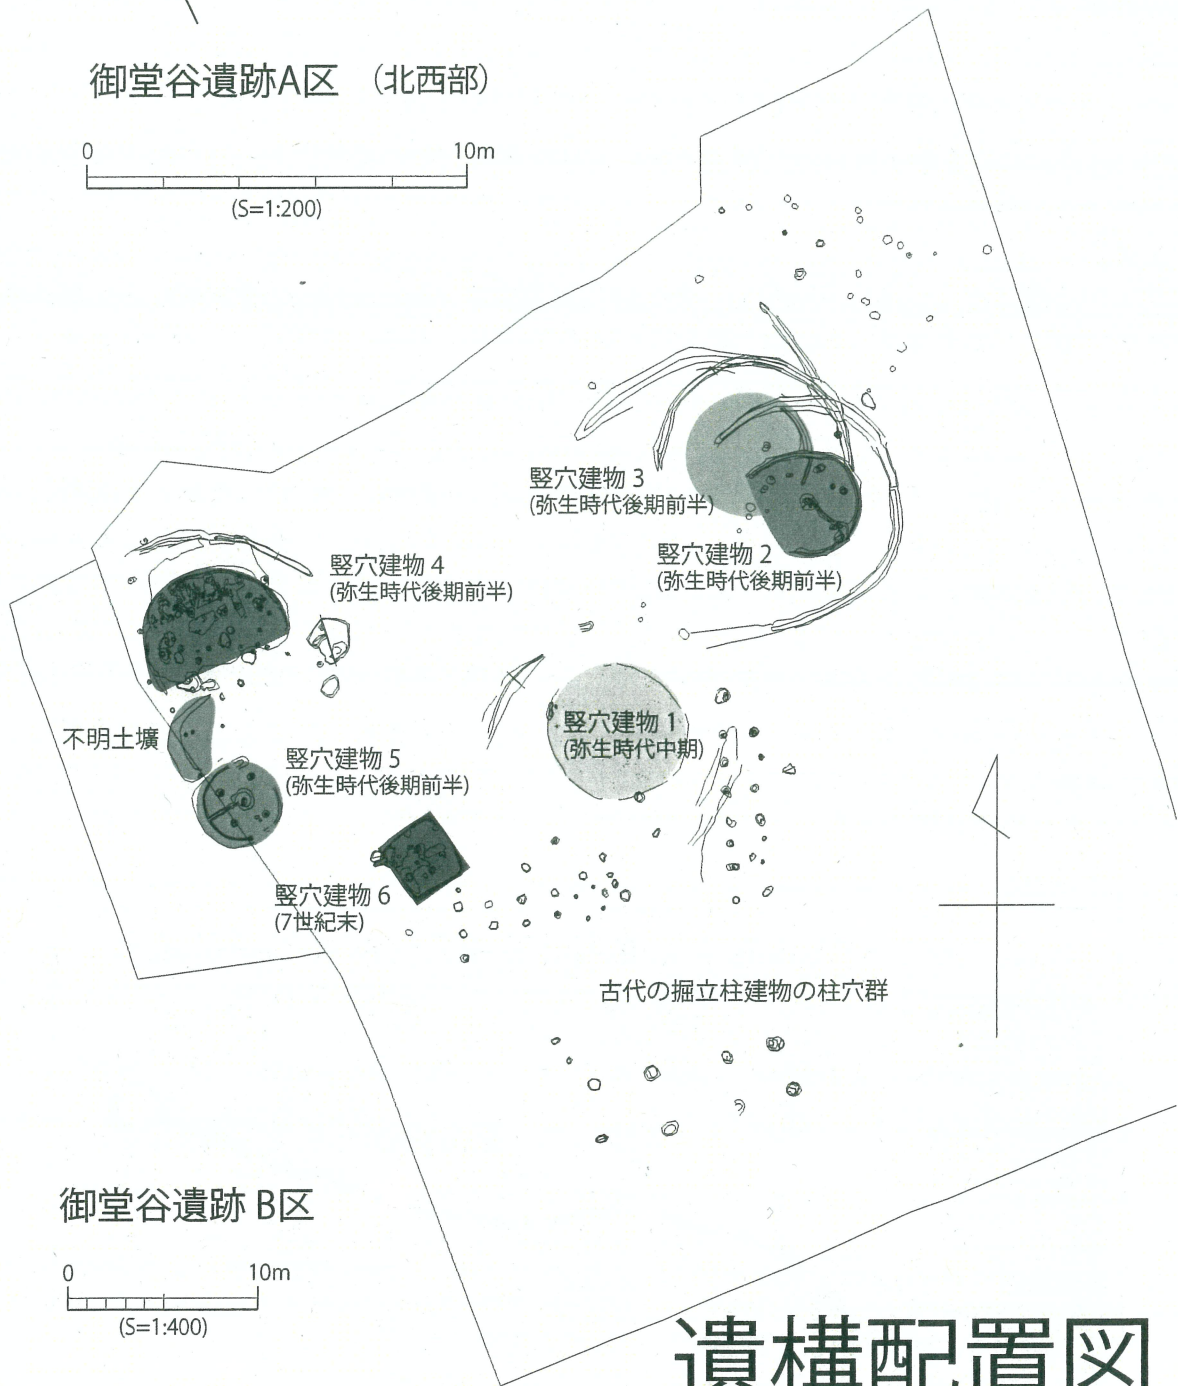 御堂谷遺跡A区 （北西部）
0 10m
(S=1:200)
竪穴建物 3
(弥生時代後期前半)
竪穴建物 2
(弥生時代後期前半)
竪穴建物 4
(弥生時代後期前半)
竪穴建物 1
(弥生時代中期)
不明土壙
竪穴建物 5
(弥生時代後期前半)
竪穴建物 6
(7世紀末)
古代の掘立柱建物の柱穴群
御堂谷遺跡 B区
0 10m
(S=1:400)
遺構配置図